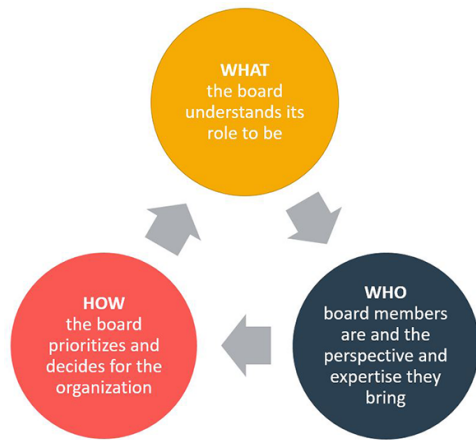 WHAT
the board
understands its
role to be
WHO
board members
are and the
perspective and
expertise they
bring
HOW
the board
prioritizes and
decides for the
organization